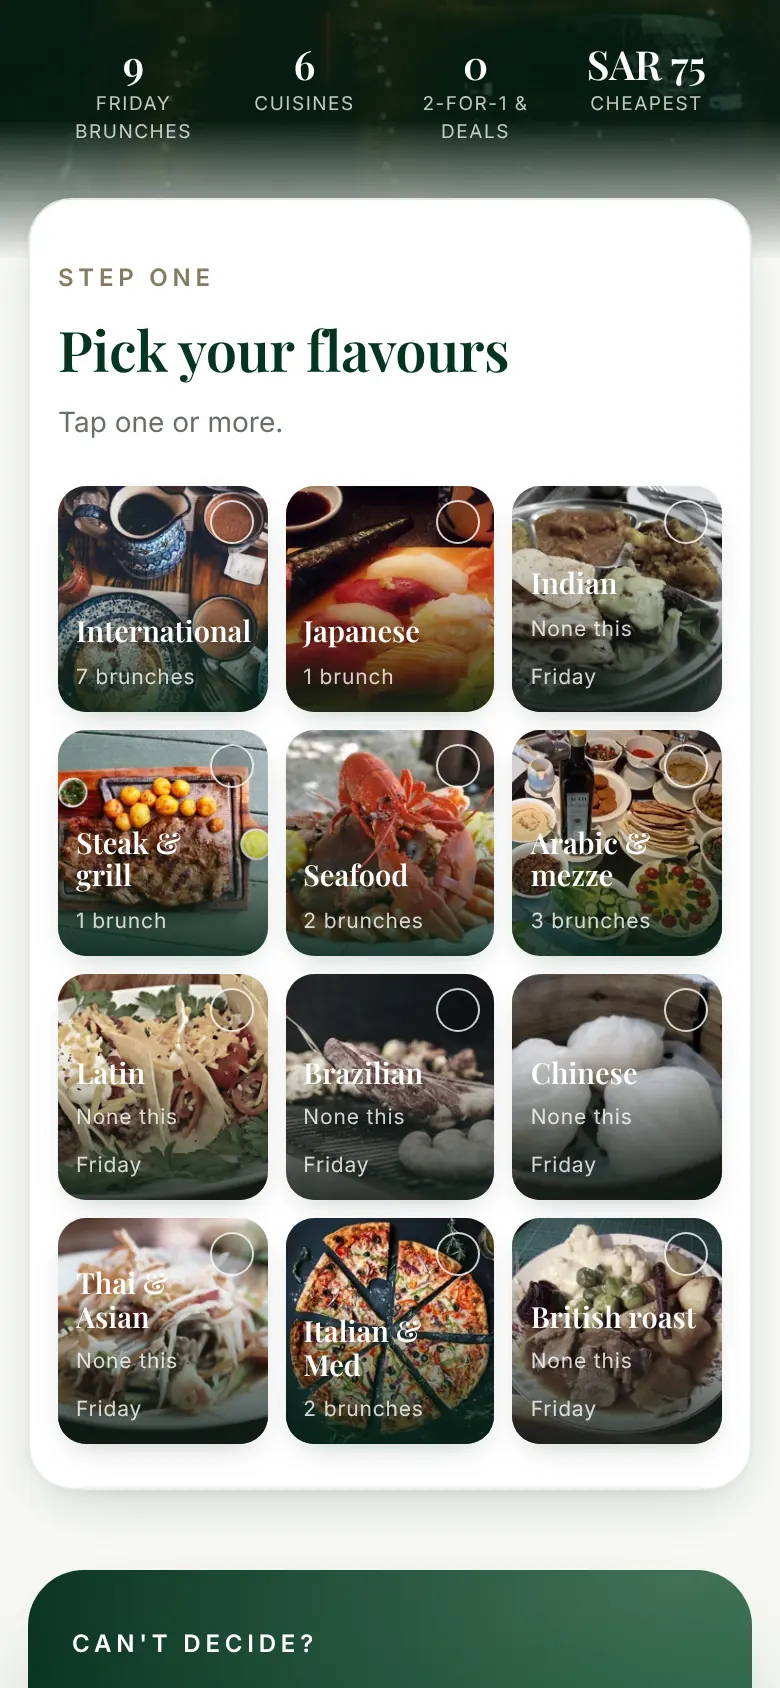 9
FRIDAY
BRUNCHES
6
CUISINES
0
2-FOR-1 &
DEALS
SAR 75
CHEAPEST
STEP ONE
Pick your flavours
Tap one or more.
International
7 brunches
Japanese
1 brunch
Indian
None this
Friday
Steak &
grill
1 brunch
Seafood
2 brunches
Arabic &
mezze
3 brunches
Latin
None this
Friday
Brazilian
None this
Friday
Chinese
None this
Friday
Thai &
Asian
None this
Friday
Italian &
Med
2 brunches
British roast
None this
Friday
CAN'T DECIDE?